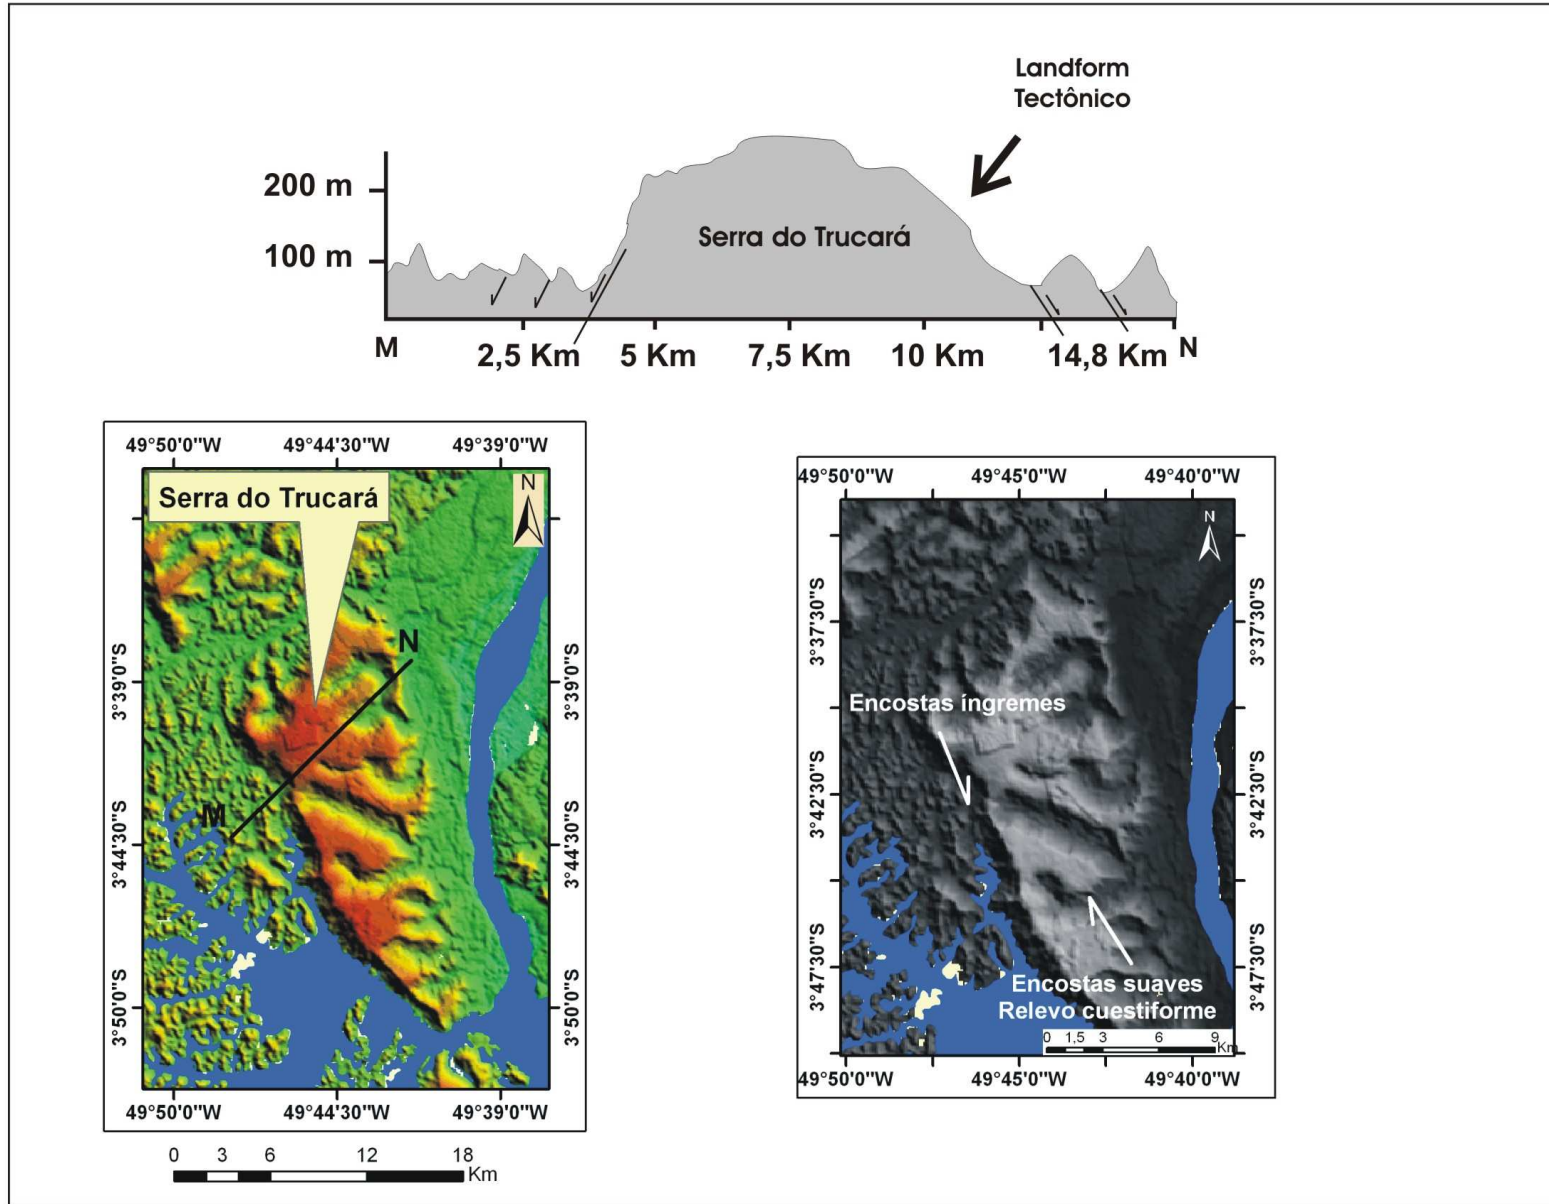 Landform
Tectônico
200 m
100 m
Serra do Trucará
M
2,5 Km
5 Km
7,5 Km
10 Km
14,8 Km
N
49°50'0"W
49°44'30"W
49°39'0"W
Serra do Trucará
N
3°39'0"S
3°39'0"S
N
M
3°44'30"S
3°44'30"S
3°50'0"S
3°50'0"S
49°50'0"W
49°44'30"W
49°39'0"W
0 3 6 12 18
Km
49°50'0"W
49°45'0"W
49°40'0"W
N
3°37'30"S
3°37'30"S
Encostas íngremes
3°42'30"S
3°42'30"S
3°47'30"S
3°47'30"S
Encostas suaves
Relevo cuestiforme
0 1,5 3 6 9
Km
49°50'0"W
49°45'0"W
49°40'0"W